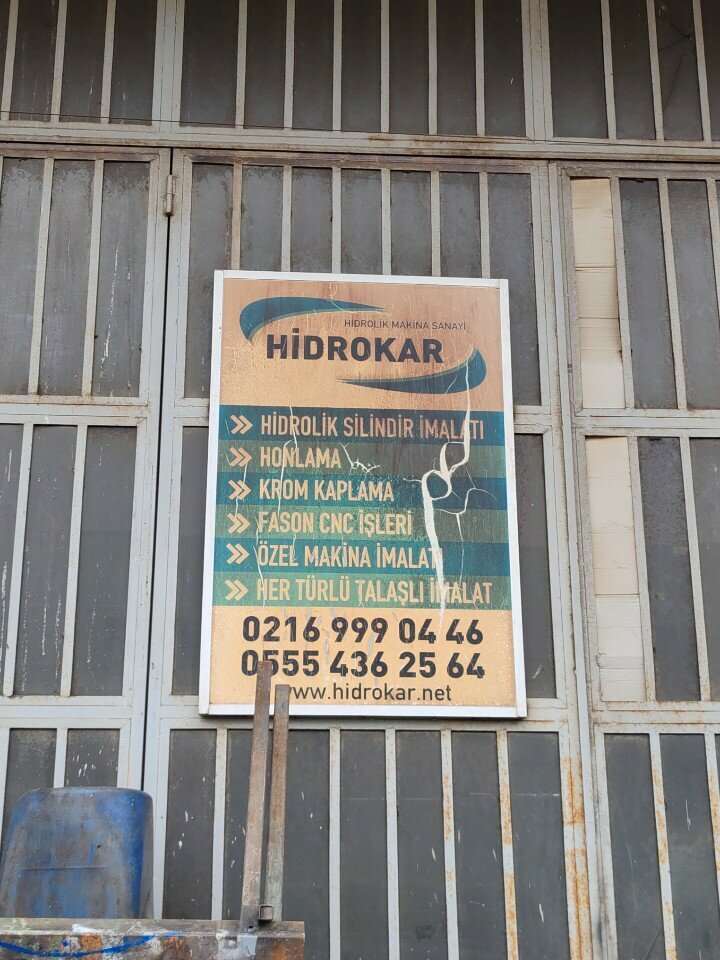 HİDROLİK MAKİNA SANAYİ
HİDROKAR
HİDROLİK SİLİNDİR İMALATI
HONLAMA
KROM KAPLAMA
FASON CNC İŞLERİ
ÖZEL MAKİNA İMALATI
HER TÜRLÜ TALAŞLI İMALAT
0216 999 04 46
0555 436 25 64
www.hidrokar.net